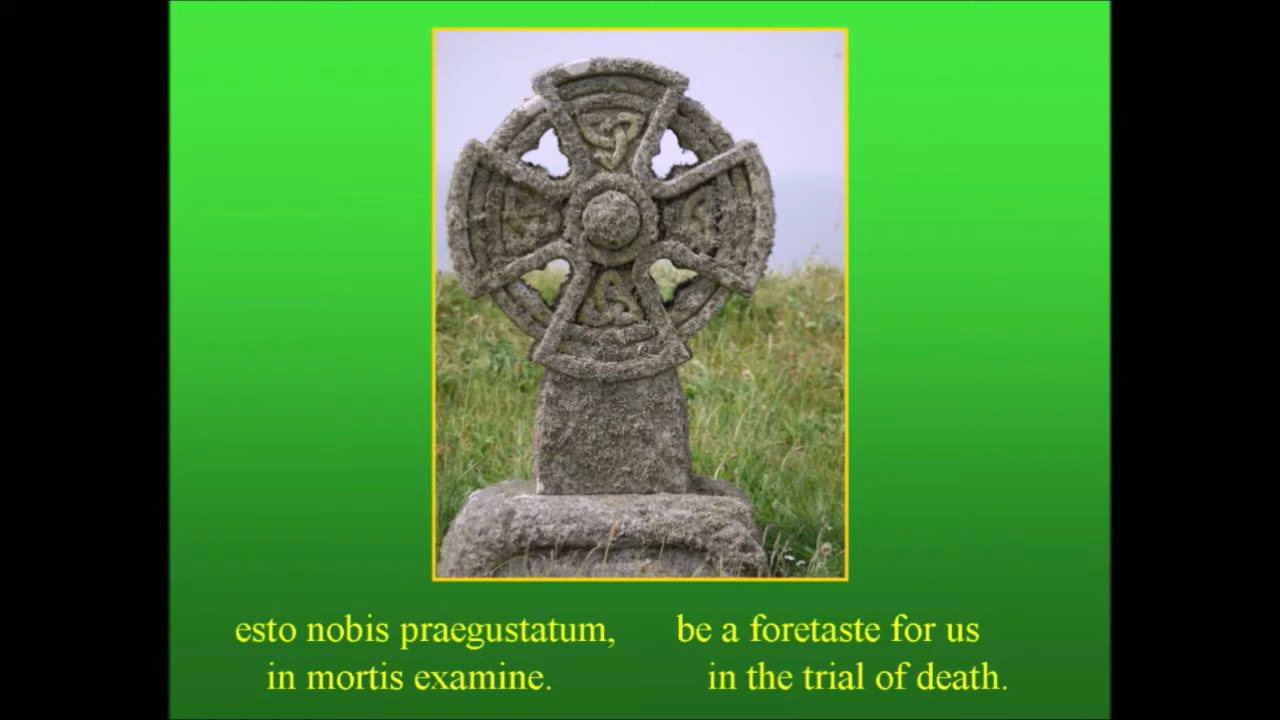 esto nobis praegustatum,
in mortis examine.
be a foretaste for us
in the trial of death.